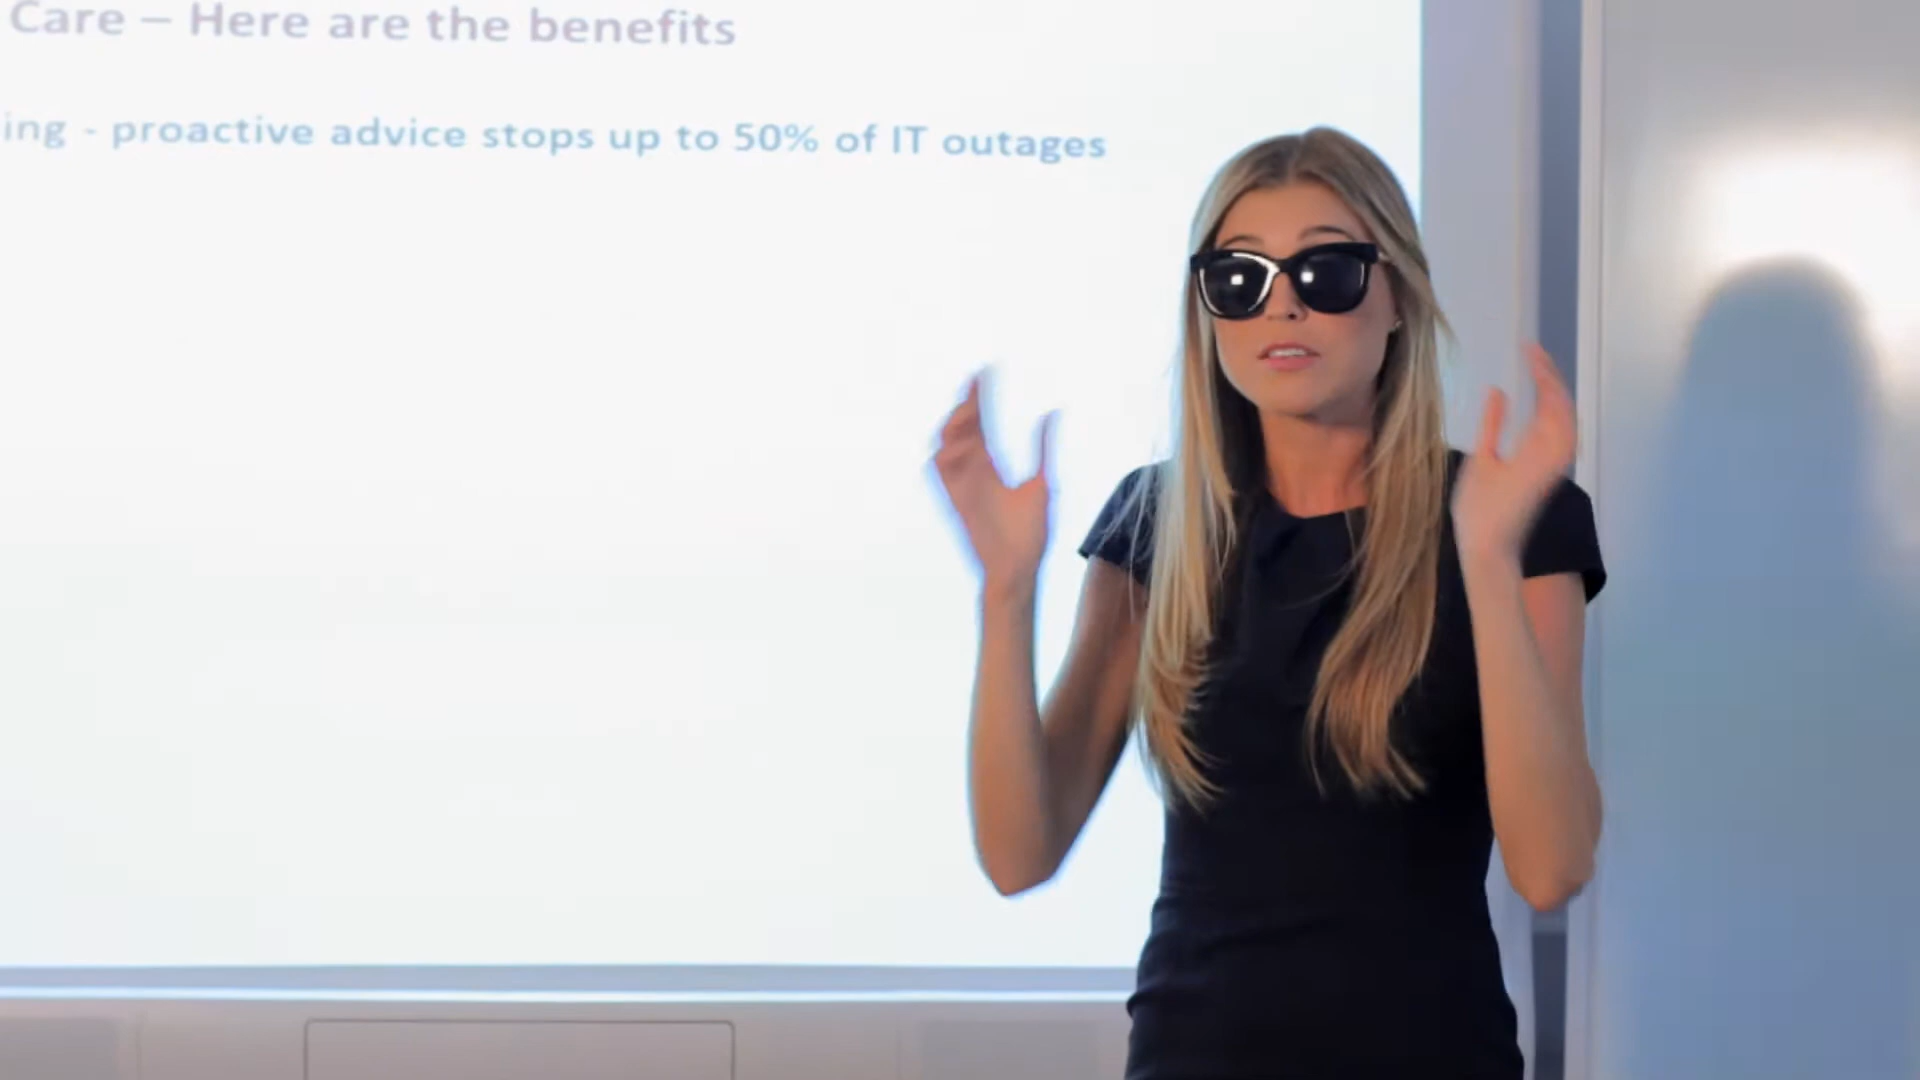 Care – Here are the benefits
ing - proactive advice stops up to 50% of IT outages